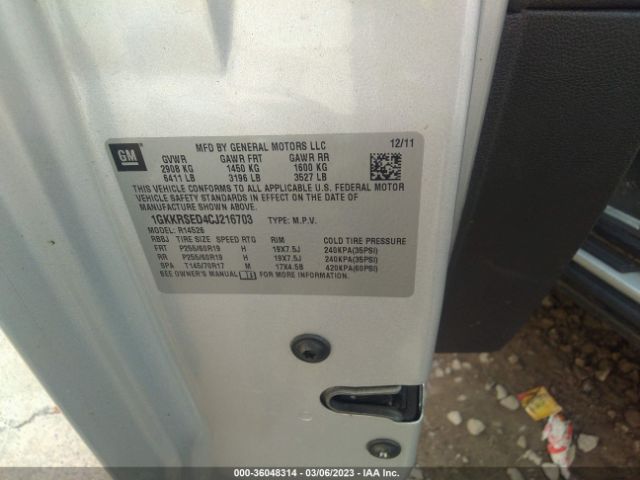 GM
MFD BY GENERAL MOTORS LLC 12/11
GVWR GAWR FRT GAWR RR
2908 KG 1450 KG 1600 KG
6411 LB 3196 LB 3527 LB
THIS VEHICLE CONFORMS TO ALL APPLICABLE U.S. FEDERAL MOTOR
VEHICLE SAFETY STANDARDS IN EFFECT ON THE DATE OF
MANUFACTURE SHOWN ABOVE.
1GKKRSED4CJ216703 TYPE: M.P.V.
MODEL: R14526
RBBJ TIRE SIZE SPEED RTG RIM COLD TIRE PRESSURE
FRT P255/60R19 H 19X7.5J 240KPA(35PSI)
RR P255/60R19 H 19X7.5J 240KPA(35PSI)
SPA T145/70R17 M 17X4.5B 420KPA(60PSI)
SEE OWNER'S MANUAL FOR MORE INFORMATION.
000-36048314 - 03/06/2023 - IAA Inc.